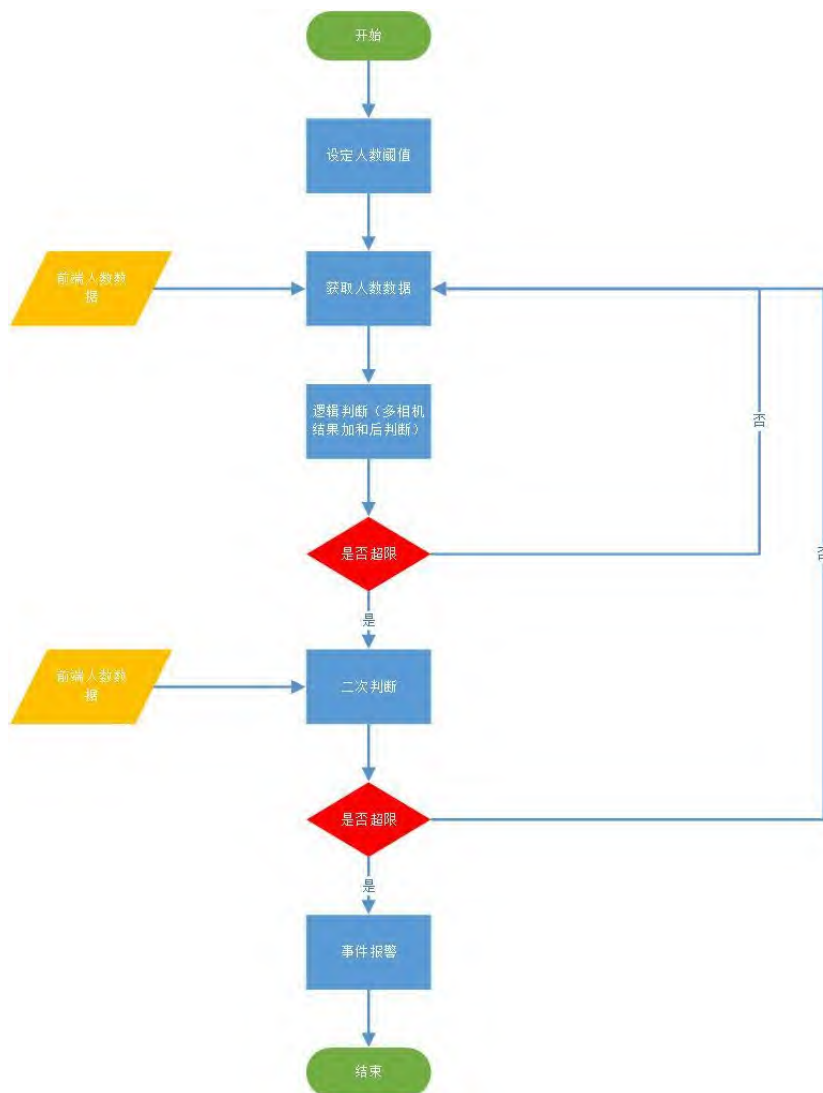 开始
设定人数阈值
前端人数数
据
获取人数数据
逻辑判断（多相机
结果加和后判断）
否
是否超限
否
是
前端人数数
据
二次判断
是否超限
是
事件报警
结束